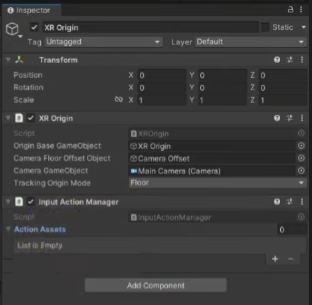 Inspector
XR Origin Static
Tag Untagged Layer Default
Transform
Position X 0 Y 0 Z 0
Rotation X 0 Y 0 Z 0
Scale X 1 Y 1 Z 1
XR Origin
Script XROrigin
Origin Base GameObject XR Origin
Camera Floor Offset Object Camera Offset
Camera GameObject Main Camera (Camera)
Tracking Origin Mode Floor
Input Action Manager
Script InputActionManager
Action Assets 0
List is Empty
+ −
Add Component